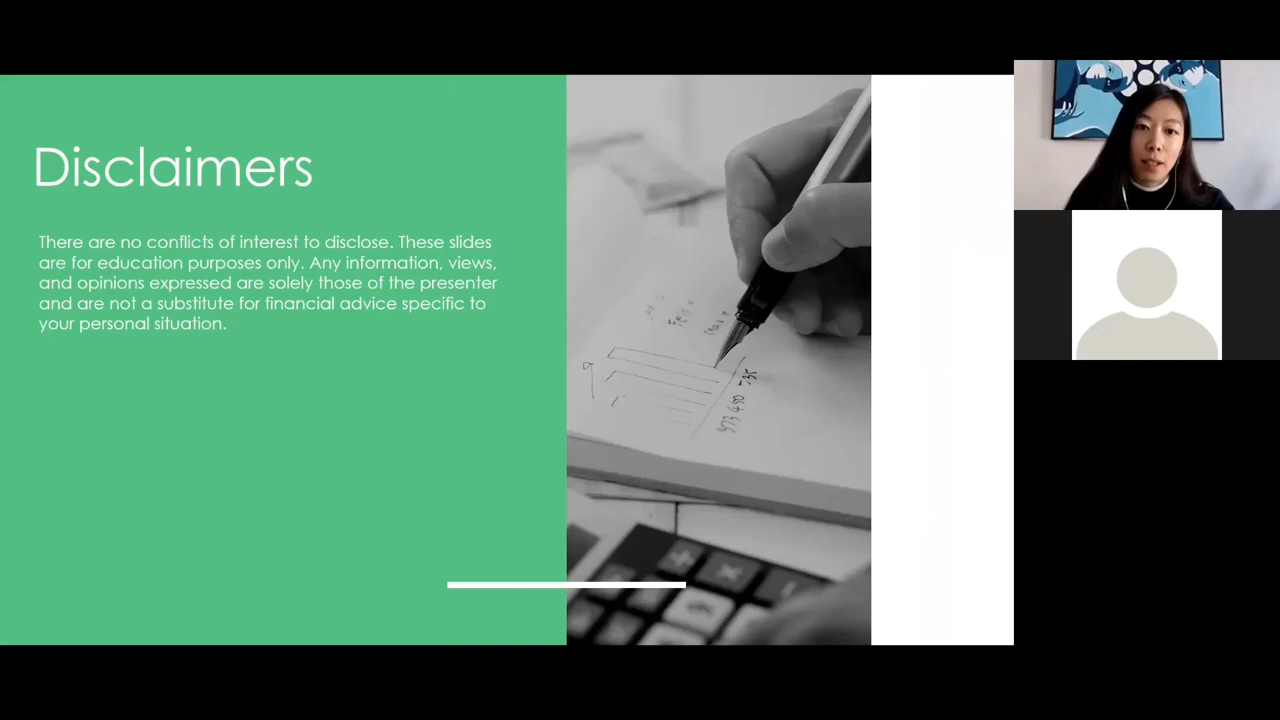 Disclaimers
There are no conflicts of interest to disclose. These slides
are for education purposes only. Any information, views,
and opinions expressed are solely those of the presenter
and are not a substitute for financial advice specific to
your personal situation.